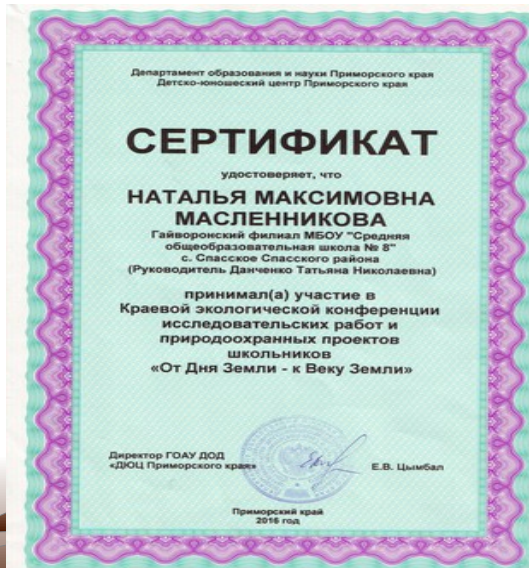 Департамент образования и науки Приморского края
Детско-юношеский центр Приморского края
СЕРТИФИКАТ
удостоверяет, что
НАТАЛЬЯ МАКСИМОВНА
МАСЛЕННИКОВА
Гайворонский филиал МБОУ "Средняя
общеобразовательная школа № 8"
с. Спасское Спасского района
(Руководитель Данченко Татьяна Николаевна)
принимал(а) участие в
Краевой экологической конференции
исследовательских работ и
природоохранных проектов
школьников
«От Дня Земли - к Веку Земли»
Директор ГОАУ ДОД
«ДЮЦ Приморского края»
Е.В. Цымбал
Приморский край
2016 год